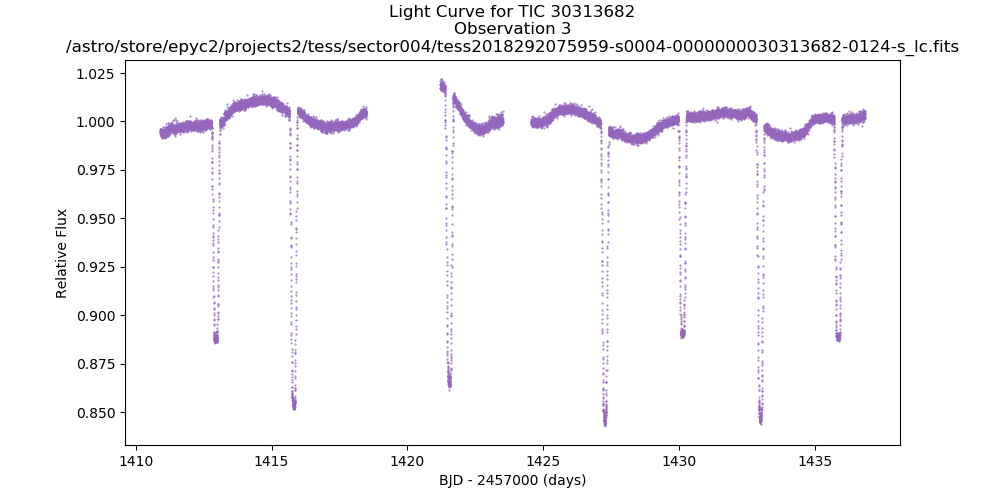 Light Curve for TIC 30313682
Observation 3
/astro/store/epyc2/projects2/tess/sector004/tess2018292075959-s0004-0000000030313682-0124-s_lc.fits
1.025
1.000
0.975
0.950
0.925
0.900
0.875
0.850
Relative Flux
1410 1415 1420 1425 1430 1435
BJD - 2457000 (days)